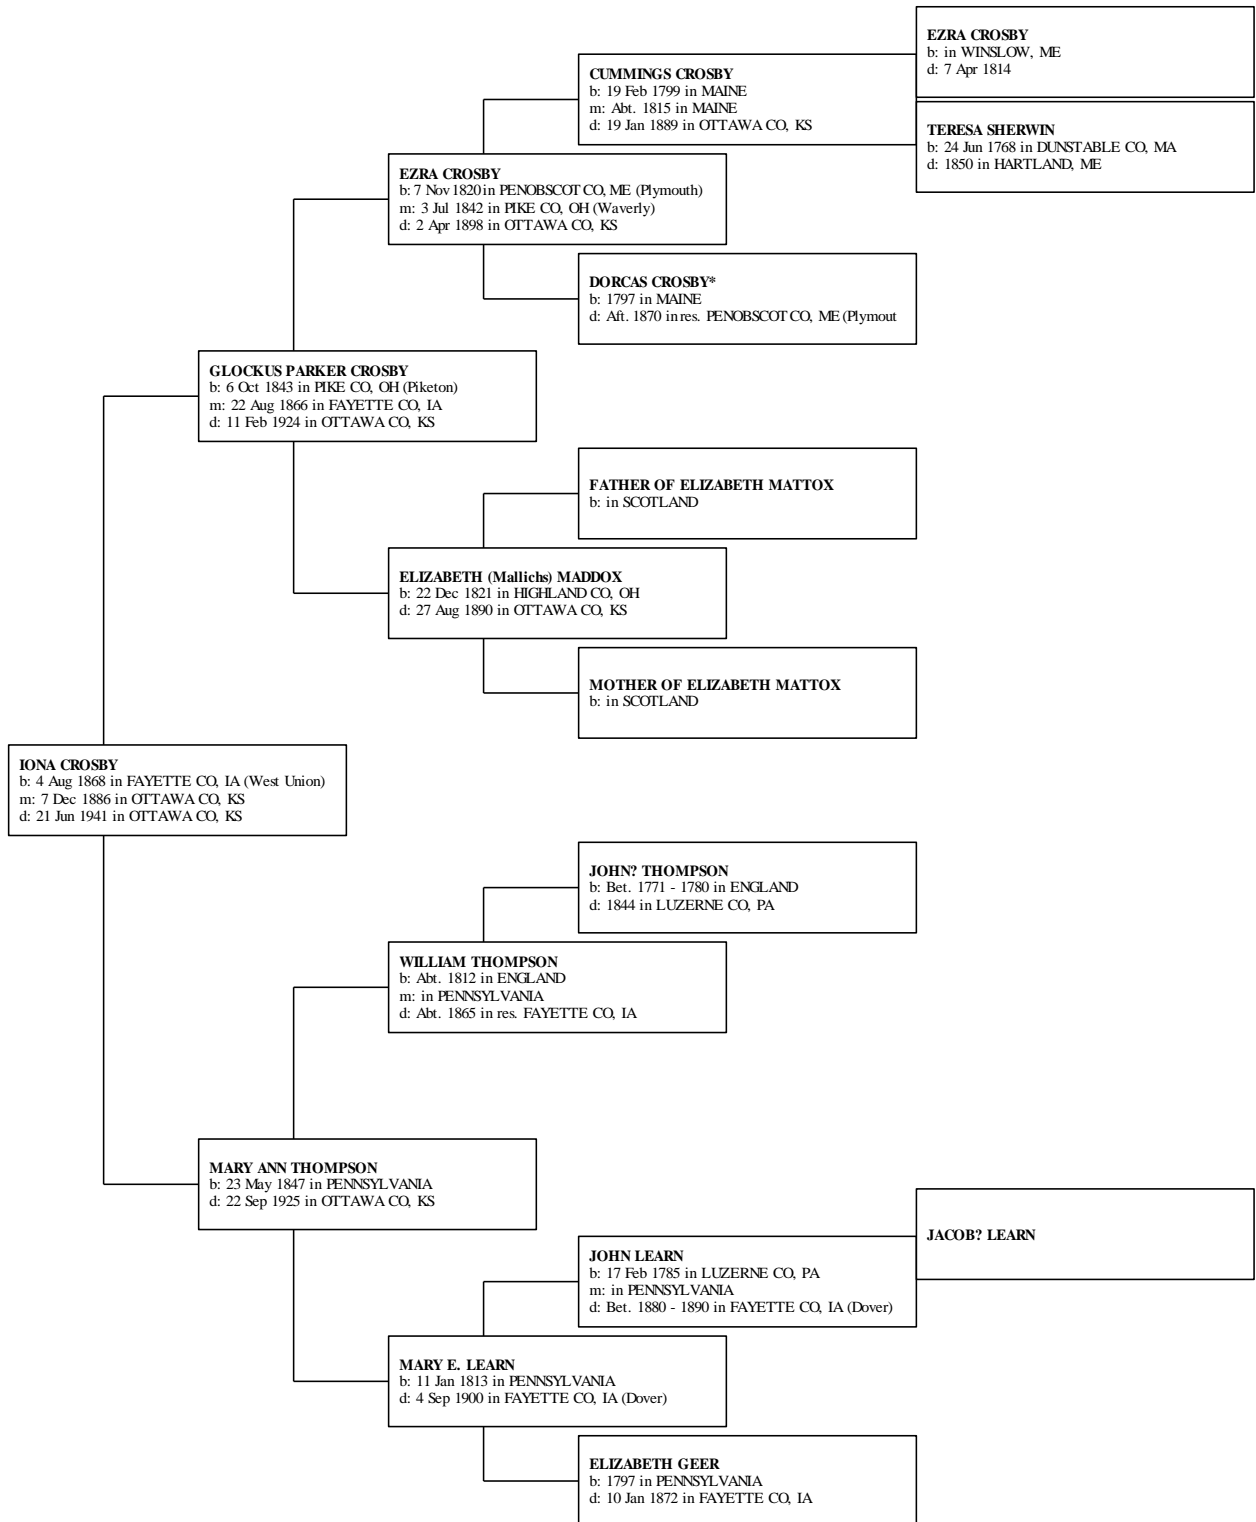 EZRA CROSBY
b: in WINSLOW, ME
d: 7 Apr 1814
CUMMINGS CROSBY
b: 19 Feb 1799 in MAINE
m: Abt. 1815 in MAINE
d: 19 Jan 1889 in OTTAWA CO, KS
TERESA SHERWIN
b: 24 Jun 1768 in DUNSTABLE CO, MA
d: 1850 in HARTLAND, ME
EZRA CROSBY
b: 7 Nov 1820 in PENOBSCOT CO, ME (Plymouth)
m: 3 Jul 1842 in PIKE CO, OH (Waverly)
d: 2 Apr 1898 in OTTAWA CO, KS
DORCAS CROSBY*
b: 1797 in MAINE
d: Aft. 1870 in res. PENOBSCOT CO, ME (Plymout
GLOCKUS PARKER CROSBY
b: 6 Oct 1843 in PIKE CO, OH (Piketon)
m: 22 Aug 1866 in FAYETTE CO, IA
d: 11 Feb 1924 in OTTAWA CO, KS
FATHER OF ELIZABETH MATTOX
b: in SCOTLAND
ELIZABETH (Mallichs) MADDOX
b: 22 Dec 1821 in HIGHLAND CO, OH
d: 27 Aug 1890 in OTTAWA CO, KS
MOTHER OF ELIZABETH MATTOX
b: in SCOTLAND
IONA CROSBY
b: 4 Aug 1868 in FAYETTE CO, IA (West Union)
m: 7 Dec 1886 in OTTAWA CO, KS
d: 21 Jun 1941 in OTTAWA CO, KS
JOHN? THOMPSON
b: Bet. 1771 - 1780 in ENGLAND
d: 1844 in LUZERNE CO, PA
WILLIAM THOMPSON
b: Abt. 1812 in ENGLAND
m: in PENNSYLVANIA
d: Abt. 1865 in res. FAYETTE CO, IA
MARY ANN THOMPSON
b: 23 May 1847 in PENNSYLVANIA
d: 22 Sep 1925 in OTTAWA CO, KS
JACOB? LEARN
JOHN LEARN
b: 17 Feb 1785 in LUZERNE CO, PA
m: in PENNSYLVANIA
d: Bet. 1880 - 1890 in FAYETTE CO, IA (Dover)
MARY E. LEARN
b: 11 Jan 1813 in PENNSYLVANIA
d: 4 Sep 1900 in FAYETTE CO, IA (Dover)
ELIZABETH GEER
b: 1797 in PENNSYLVANIA
d: 10 Jan 1872 in FAYETTE CO, IA